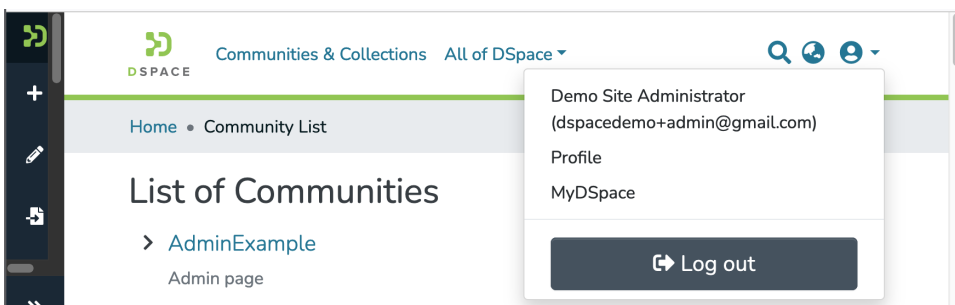 DSPACE
Communities & Collections All of DSpace
Demo Site Administrator
(dspacedemo+admin@gmail.com)
Profile
MyDSpace
Log out
Home • Community List
List of Communities
AdminExample
Admin page